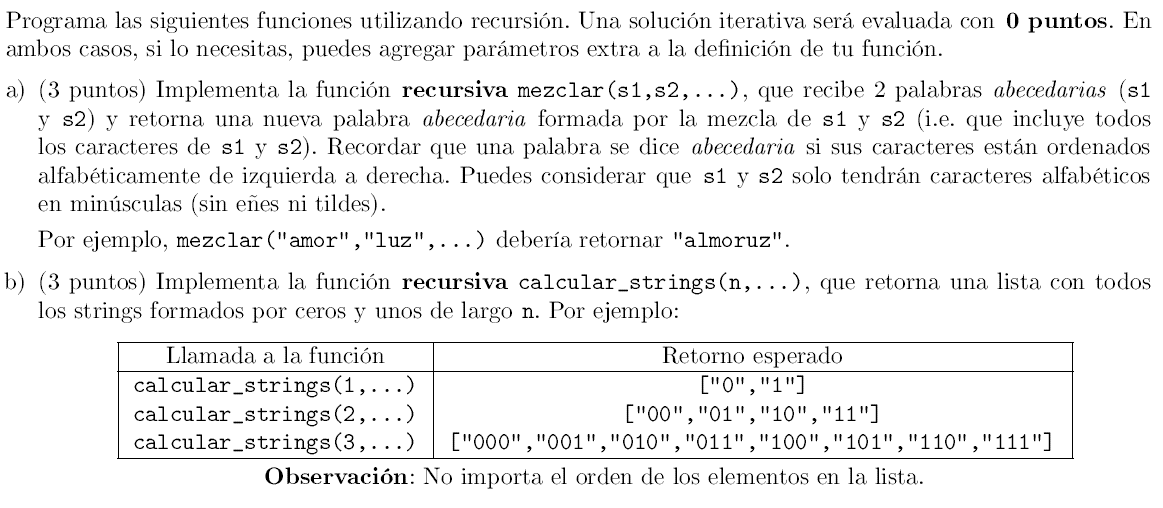 Programa las siguientes funciones utilizando recursión. Una solución iterativa será evaluada con 0 puntos. En
ambos casos, si lo necesitas, puedes agregar parámetros extra a la definición de tu función.
a) (3 puntos) Implementa la función recursiva mezclar(s1,s2,...), que recibe 2 palabras abecedarias (s1
y s2) y retorna una nueva palabra abecedaria formada por la mezcla de s1 y s2 (i.e. que incluye todos
los caracteres de s1 y s2). Recordar que una palabra se dice abecedaria si sus caracteres están ordenados
alfabéticamente de izquierda a derecha. Puedes considerar que s1 y s2 solo tendrán caracteres alfabéticos
en minúsculas (sin eñes ni tildes).
Por ejemplo, mezclar("amor","luz",...) debería retornar "almoruz".
b) (3 puntos) Implementa la función recursiva calcular_strings(n,...), que retorna una lista con todos
los strings formados por ceros y unos de largo n. Por ejemplo:
Llamada a la función Retorno esperado
calcular_strings(1,...) ["0","1"]
calcular_strings(2,...) ["00","01","10","11"]
calcular_strings(3,...) ["000","001","010","011","100","101","110","111"]
Observación: No importa el orden de los elementos en la lista.